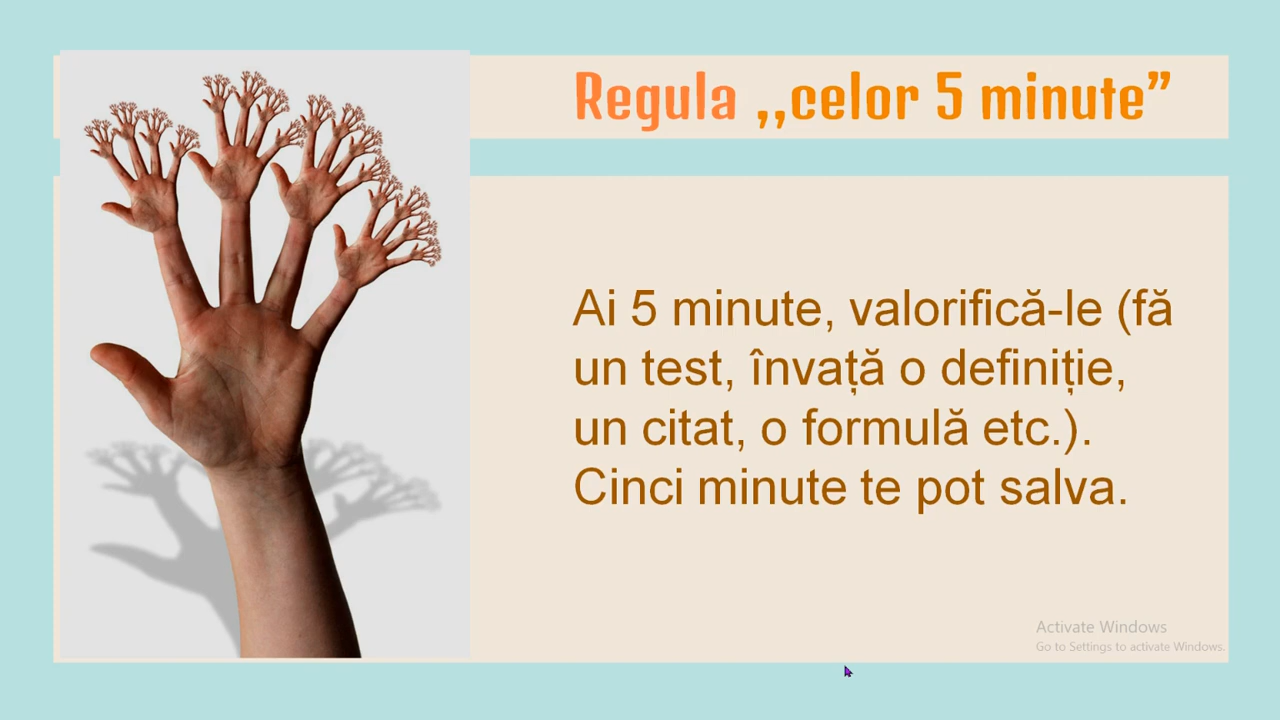 Regula ,,celor 5 minute”
Ai 5 minute, valorifică-le (fă
un test, învață o definiție,
un citat, o formulă etc.).
Cinci minute te pot salva.
Activate Windows
Go to Settings to activate Windows.